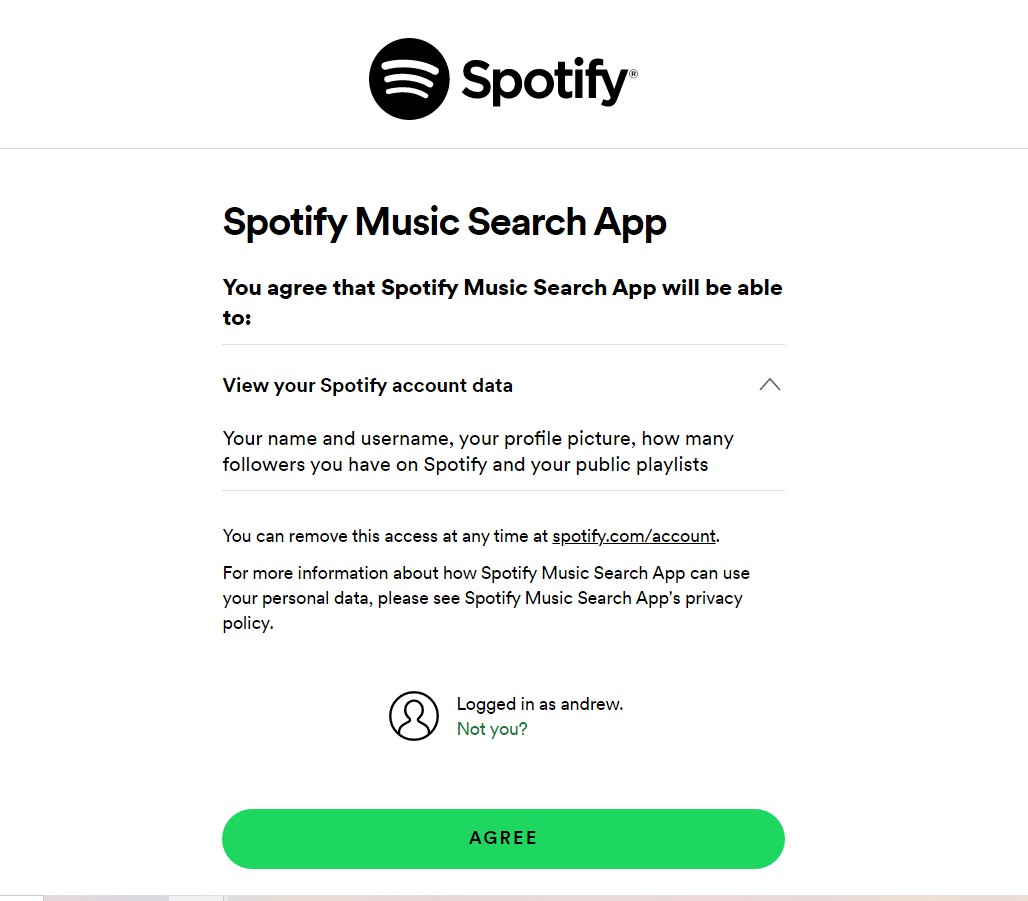 Spotify®
Spotify Music Search App
You agree that Spotify Music Search App will be able
to:
View your Spotify account data
Your name and username, your profile picture, how many
followers you have on Spotify and your public playlists
You can remove this access at any time at spotify.com/account.
For more information about how Spotify Music Search App can use
your personal data, please see Spotify Music Search App's privacy
policy.
Logged in as andrew.
Not you?
AGREE